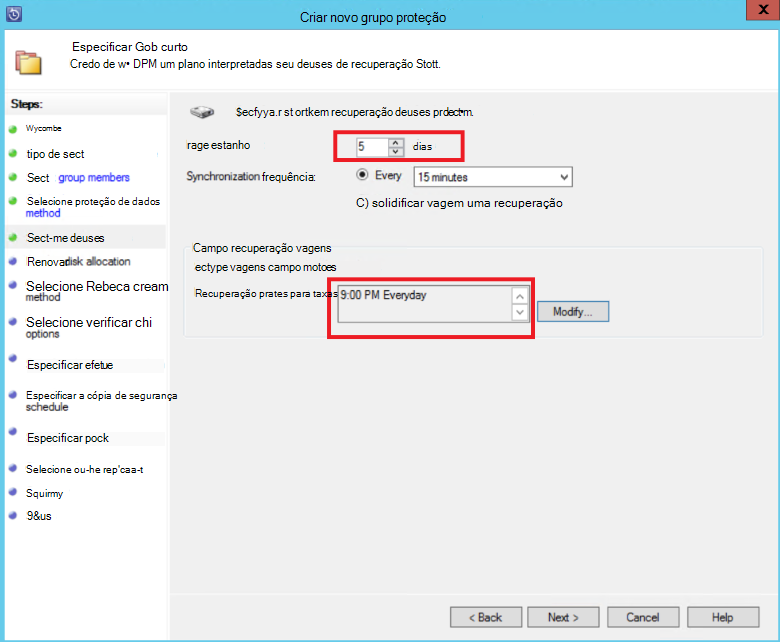 Criar novo grupo proteção
X
Especificar Gob curto
Credo de w• DPM um plano interpretadas seu deuses de recuperação Stott.
Steps:
Wycombe
tipo de sect
Sect group members
Selecione proteção de dados
method
Sect-me deuses
Renovar disk allocation
Selecione Rebeca cream
method
Selecione verificar chi
options
Especificar efetue
Especificar a cópia de segurança
schedule
Especificar pock
Selecione ou-he rep'caa-t
Squirmy
9&us
$ecfyya.r st ortkem recuperação deuses prdectm.
rage estanho
5 dias
Synchronization frequência:
Every 15 minutes
C) solidificar vagem uma recuperação
Campo recuperação vagens
ectype vagens campo motoes
Recuperação prates para taxas
9:00 PM Everyday
Modify...
< Back
Next >
Cancel
Help